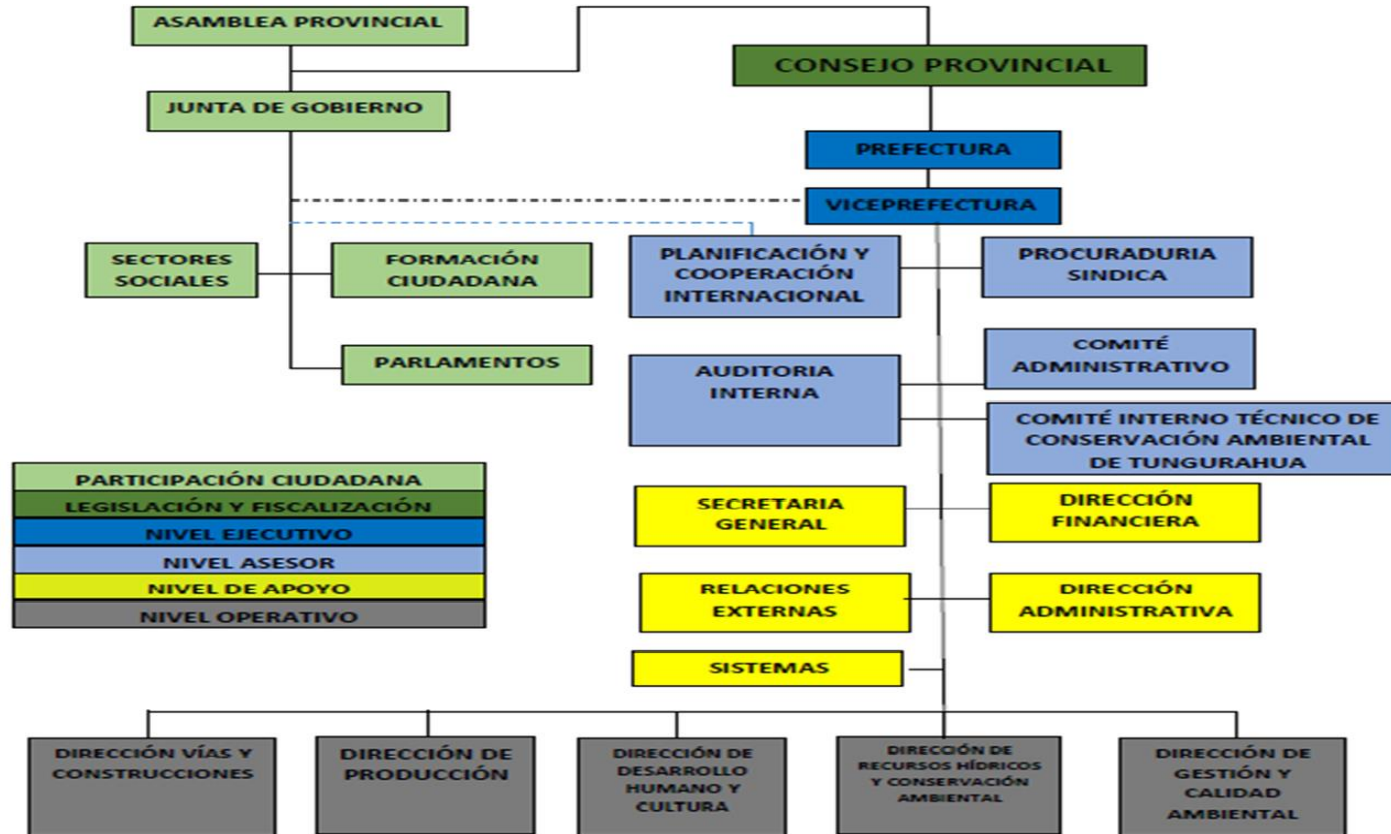 ASAMBLEA PROVINCIAL
CONSEJO PROVINCIAL
JUNTA DE GOBIERNO
PREFECTURA
VICEPREFECTURA
SECTORES
SOCIALES
FORMACIÓN
CIUDADANA
PLANIFICACIÓN Y
COOPERACIÓN
INTERNACIONAL
PROCURADURIA
SINDICA
PARLAMENTOS
AUDITORIA
INTERNA
COMITÉ
ADMINISTRATIVO
COMITÉ INTERNO TÉCNICO DE
CONSERVACIÓN AMBIENTAL
DE TUNGURAHUA
PARTICIPACIÓN CIUDADANA
LEGISLACIÓN Y FISCALIZACIÓN
NIVEL EJECUTIVO
NIVEL ASESOR
NIVEL DE APOYO
NIVEL OPERATIVO
SECRETARIA
GENERAL
DIRECCIÓN
FINANCIERA
RELACIONES
EXTERNAS
DIRECCIÓN
ADMINISTRATIVA
SISTEMAS
DIRECCIÓN VÍAS Y
CONSTRUCCIONES
DIRECCIÓN DE
PRODUCCIÓN
DIRECCIÓN DE
DESARROLLO
HUMANO Y
CULTURA
DIRECCIÓN DE
RECURSOS HÍDRICOS
Y CONSERVACIÓN
AMBIENTAL
DIRECCIÓN DE
GESTIÓN Y
CALIDAD
AMBIENTAL